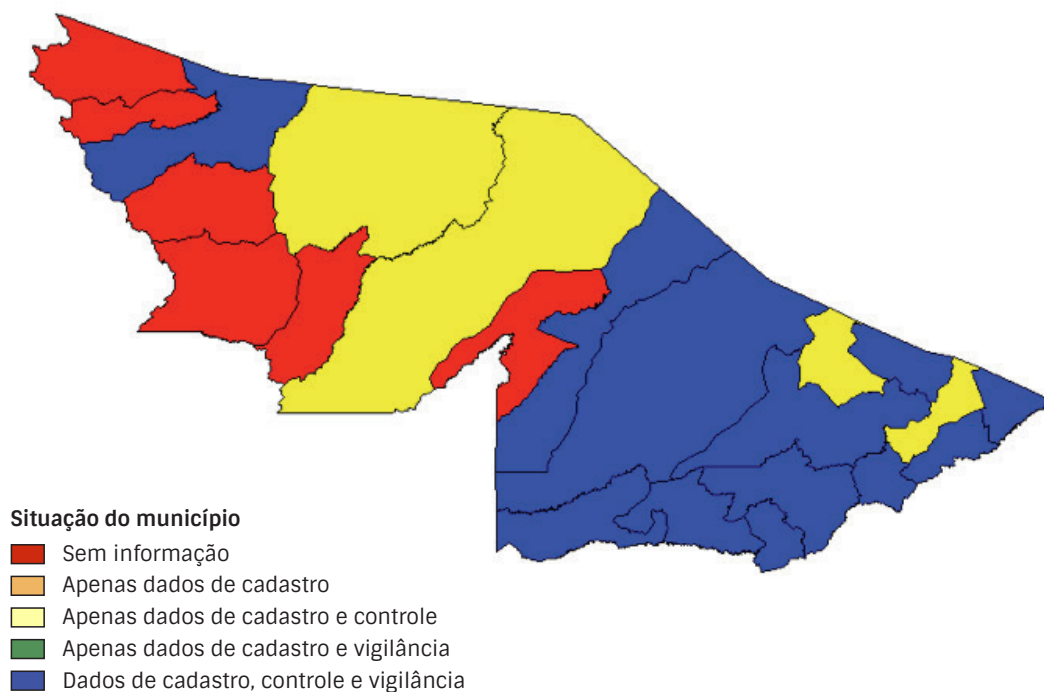 Situação do município
Sem informação
Apenas dados de cadastro
Apenas dados de cadastro e controle
Apenas dados de cadastro e vigilância
Dados de cadastro, controle e vigilância